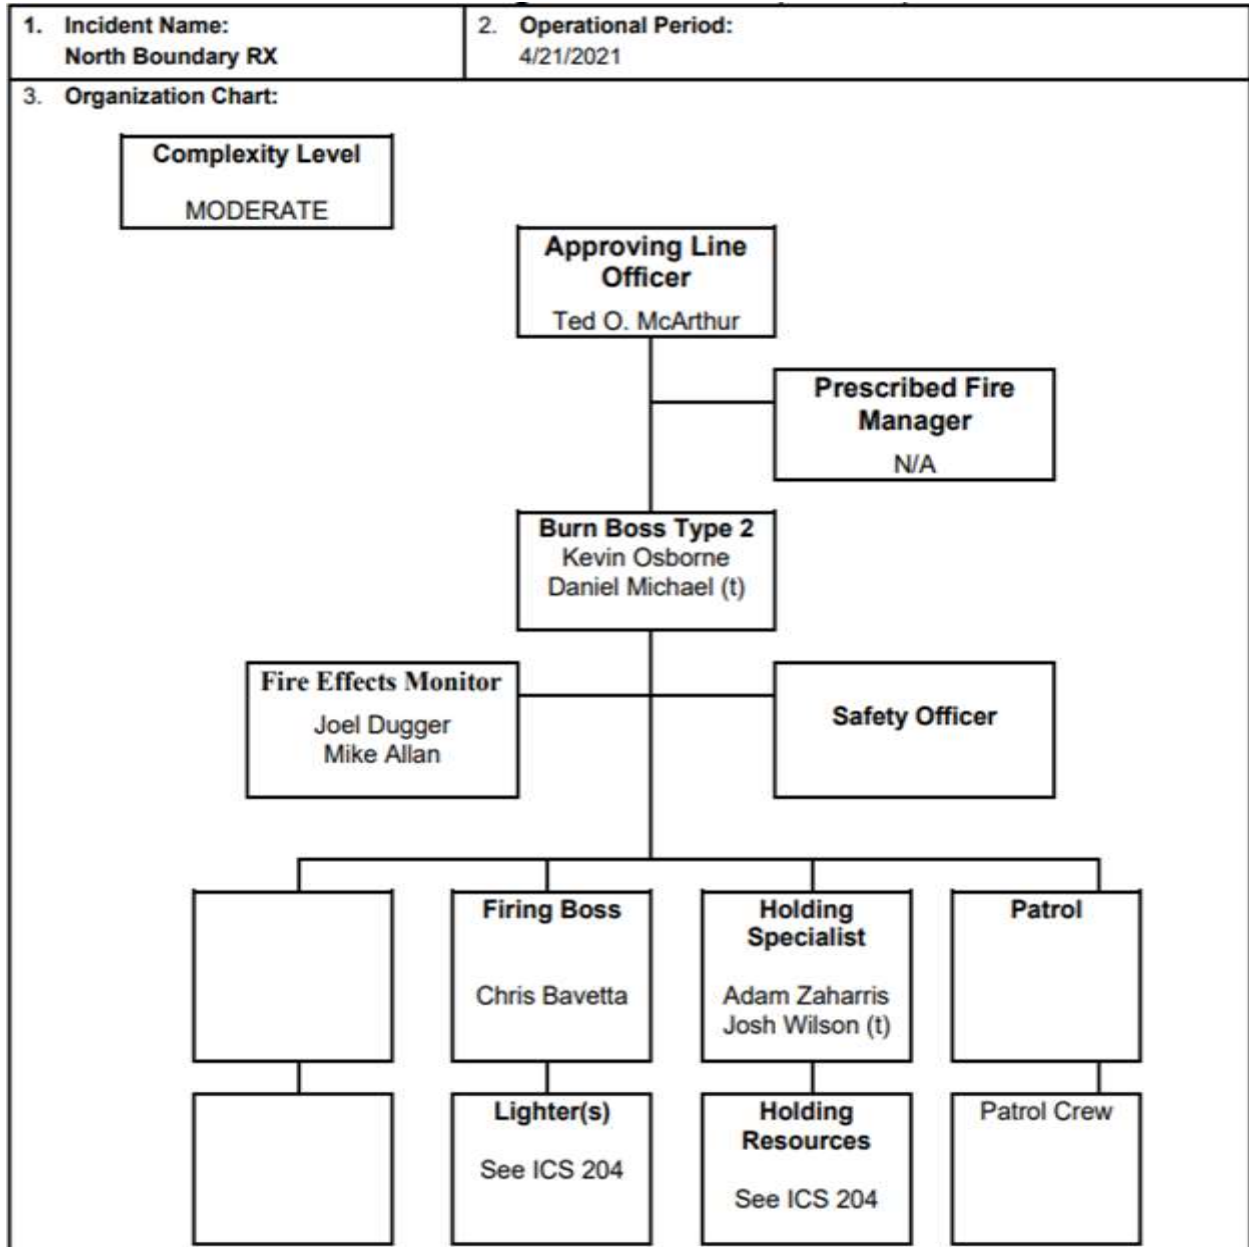 1. Incident Name:
North Boundary RX
2. Operational Period:
4/21/2021
3. Organization Chart:
Complexity Level
MODERATE
Approving Line
Officer
Ted O. McArthur
Prescribed Fire
Manager
N/A
Burn Boss Type 2
Kevin Osborne
Daniel Michael (t)
Fire Effects Monitor
Joel Dugger
Mike Allan
Safety Officer
Firing Boss
Chris Bavetta
Holding
Specialist
Adam Zaharris
Josh Wilson (t)
Patrol
Lighter(s)
See ICS 204
Holding
Resources
See ICS 204
Patrol Crew